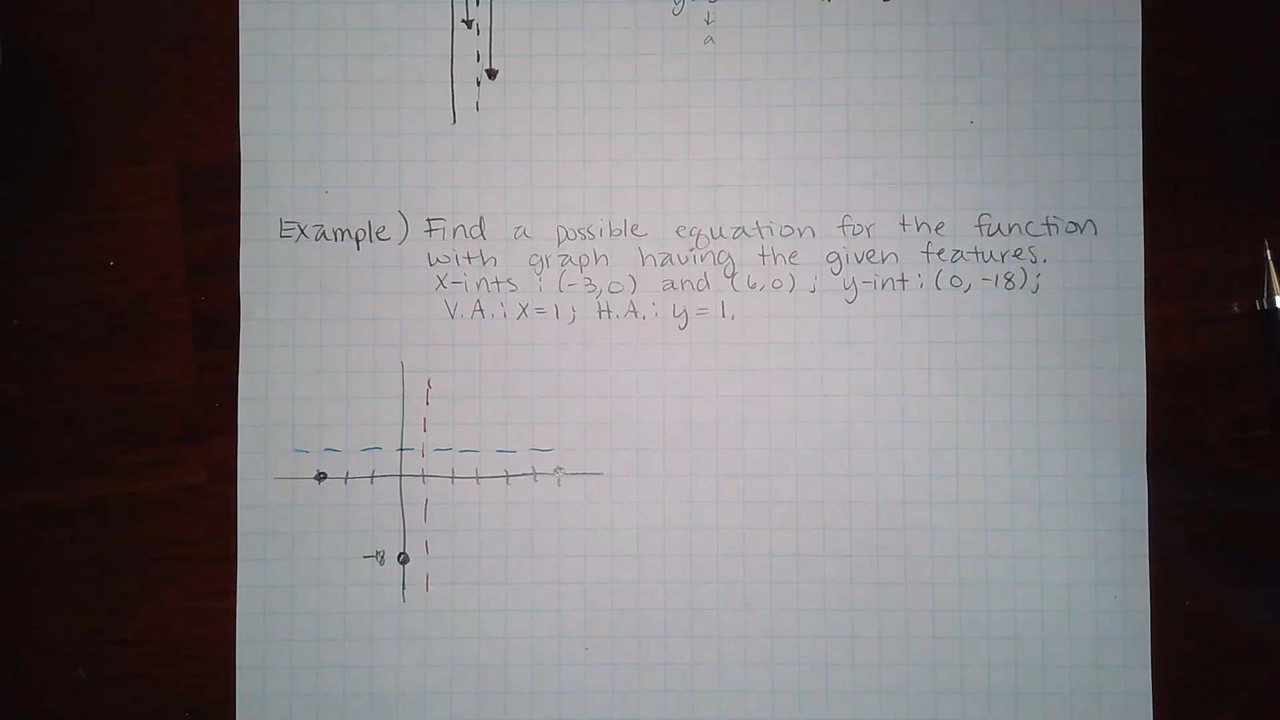 a
Example) Find a possible equation for the function
with graph having the given features.
x-ints : (-3,0) and (6,0) ; y-int : (0, -18);
V.A.: x=1; H.A.: y=1.
-18